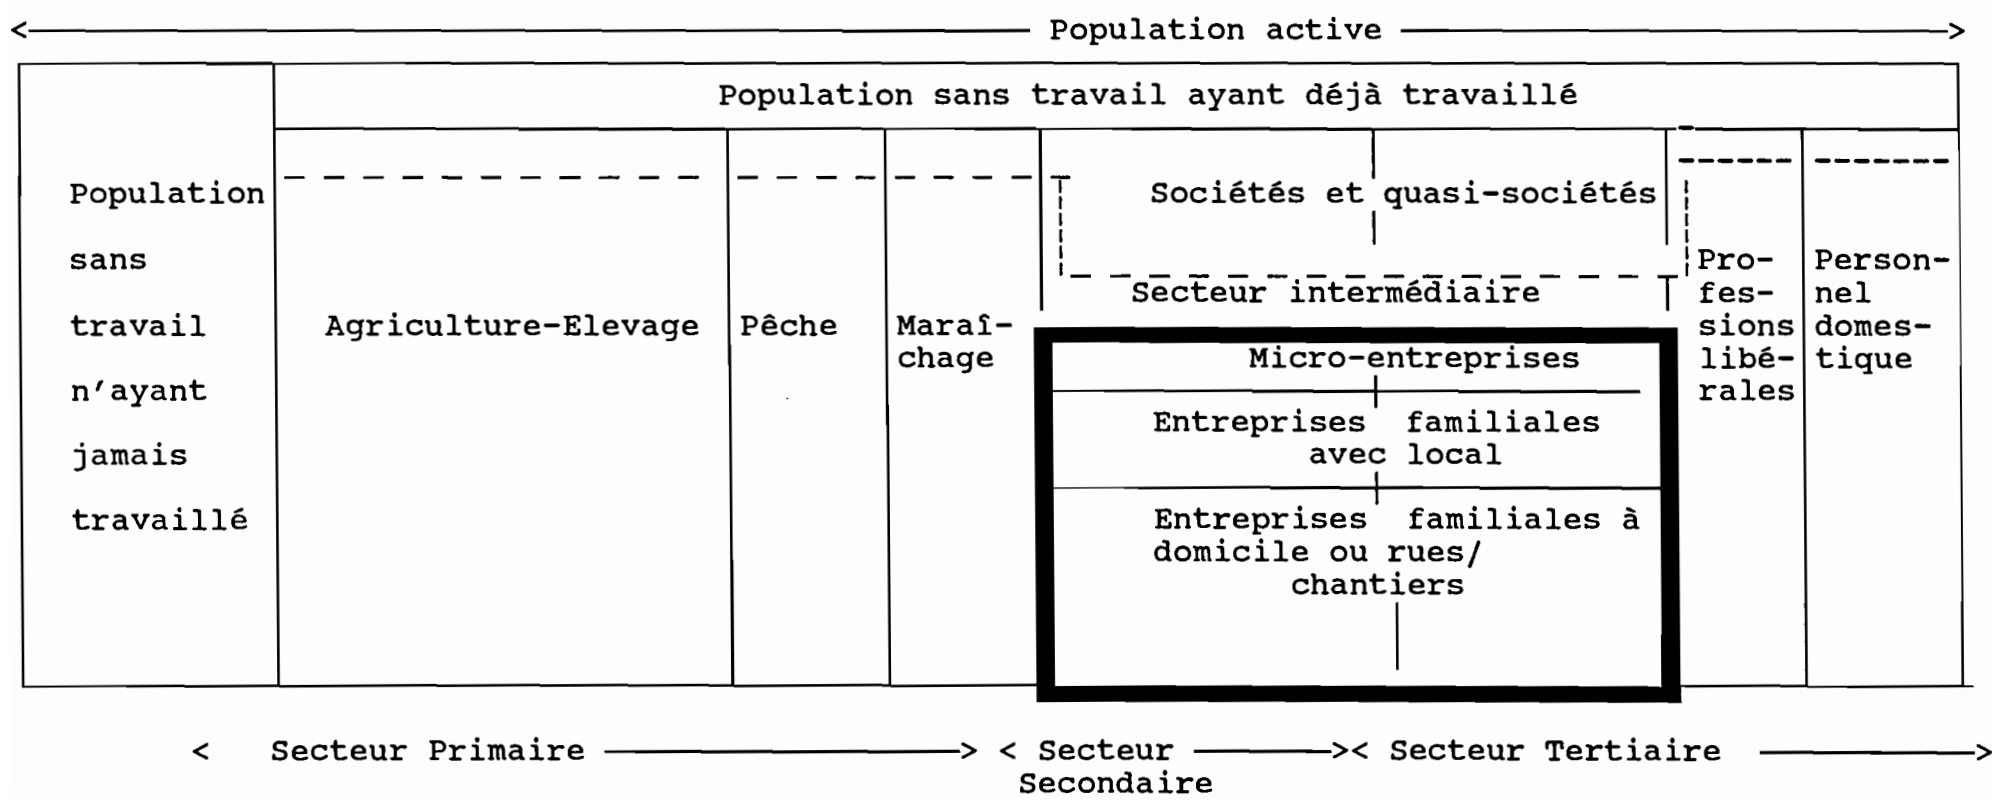 Population active
Population sans travail ayant déjà travaillé
Population
sans
travail
n'ayant
jamais
travaillé
Agriculture-Elevage
Pêche
Maraî-
chage
Sociétés et quasi-sociétés
Secteur intermédiaire
Micro-entreprises
Entreprises familiales
avec local
Entreprises familiales à
domicile ou rues/
chantiers
Pro-
fes-
sions
libé-
rales
Person-
nel
domes-
tique
< Secteur Primaire > < Secteur >< Secteur Tertiaire >
Secondaire